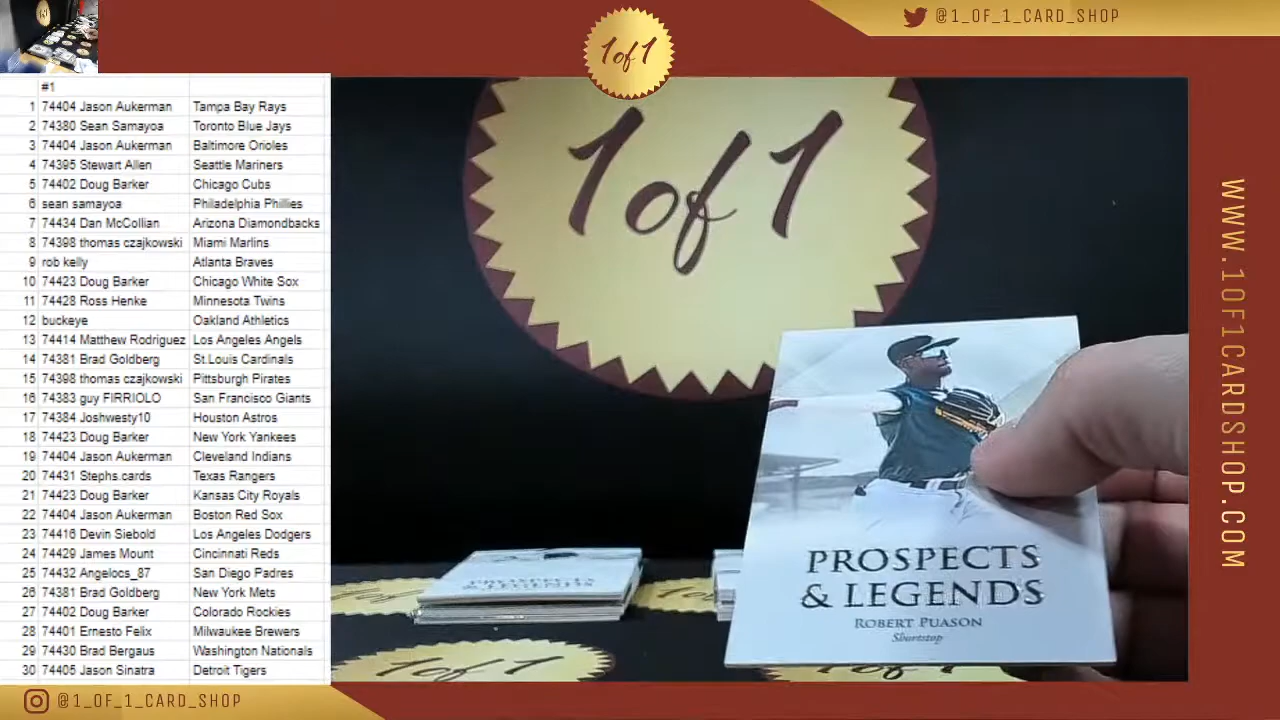 @1_OF_1_CARD_SHOP
1of1
#1
1 74404 Jason Aukerman Tampa Bay Rays
2 74380 Sean Samayoa Toronto Blue Jays
3 74404 Jason Aukerman Baltimore Orioles
4 74395 Stewart Allen Seattle Mariners
5 74402 Doug Barker Chicago Cubs
6 sean samayoa Philadelphia Phillies
7 74434 Dan McCollian Arizona Diamondbacks
8 74398 thomas czajkowski Miami Marlins
9 rob kelly Atlanta Braves
10 74423 Doug Barker Chicago White Sox
11 74428 Ross Henke Minnesota Twins
12 buckeye Oakland Athletics
13 74414 Matthew Rodriguez Los Angeles Angels
14 74381 Brad Goldberg St.Louis Cardinals
15 74398 thomas czajkowski Pittsburgh Pirates
16 74383 guy FIRRIOLO San Francisco Giants
17 74384 Joshwesty10 Houston Astros
18 74423 Doug Barker New York Yankees
19 74404 Jason Aukerman Cleveland Indians
20 74431 Stephs.cards Texas Rangers
21 74423 Doug Barker Kansas City Royals
22 74404 Jason Aukerman Boston Red Sox
23 74416 Devin Siebold Los Angeles Dodgers
24 74429 James Mount Cincinnati Reds
25 74432 Angelocs_87 San Diego Padres
26 74381 Brad Goldberg New York Mets
27 74402 Doug Barker Colorado Rockies
28 74401 Ernesto Felix Milwaukee Brewers
29 74430 Brad Bergaus Washington Nationals
30 74405 Jason Sinatra Detroit Tigers
1of1
PROSPECTS
& LEGENDS
PROSPECTS
& LEGENDS
ROBERT PUASON
Shortstop
1of1
WWW.1OF1CARDSHOP.COM
@1_OF_1_CARD_SHOP